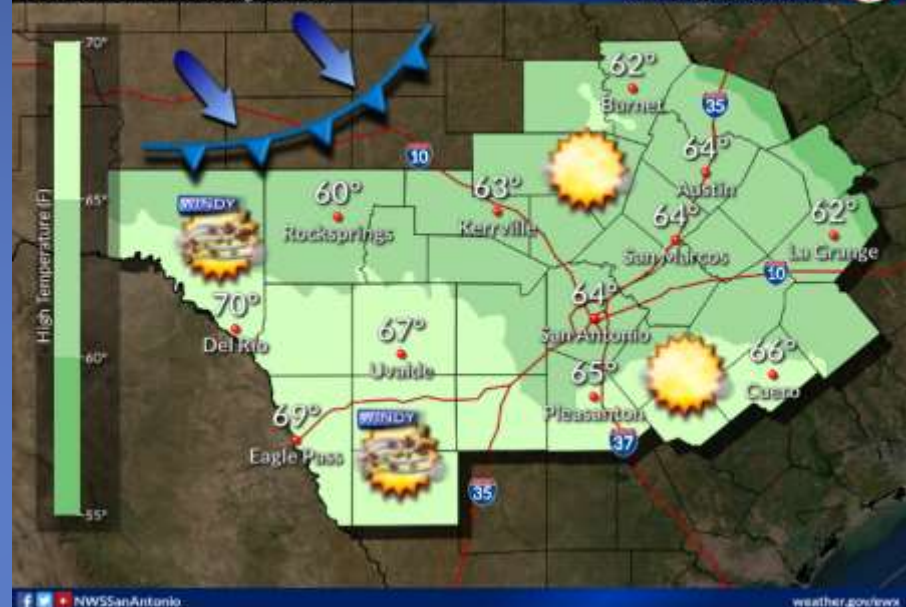 70°
65°
60°
55°
High Temperature (F)
62°
Burnet
35
64°
Austin
10
WINDY
60°
Rocksprings
63°
Kerrville
64°
San Marcos
62°
La Grange
10
70°
Del Rio
67°
Uvalde
64°
San Antonio
66°
Cuero
65°
Pleasanton
69°
Eagle Pass
WINDY
37
35
NWSSanAntonio
weather.gov/ewx